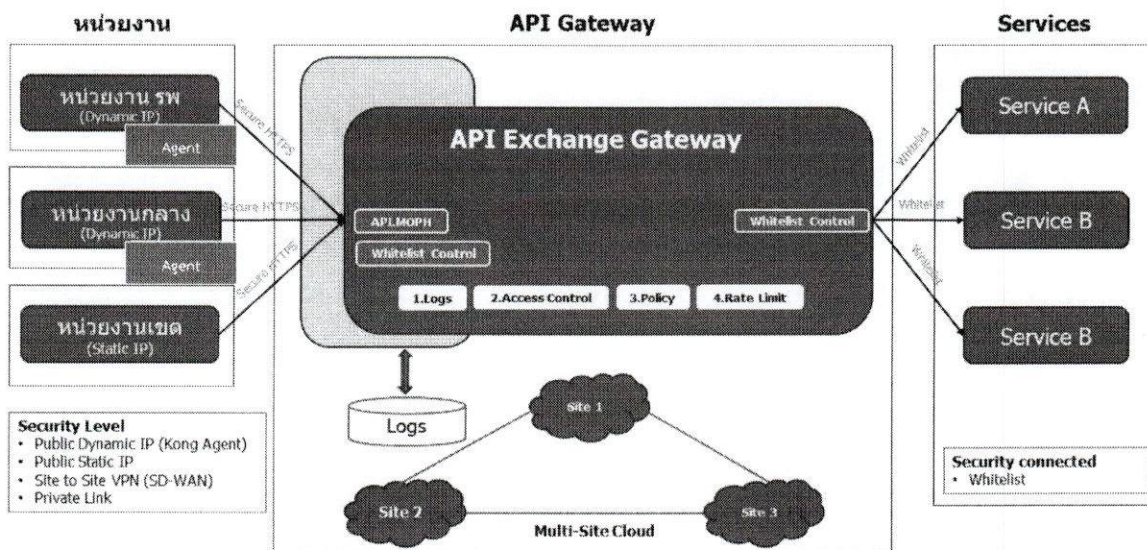 หน่วยงาน
API Gateway
Services
หน่วยงาน รพ
(Dynamic IP)
Agent
หน่วยงานกลาง
(Dynamic IP)
Agent
หน่วยงานเขต
(Static IP)
Secure HTTPS
Secure HTTPS
Secure HTTPS
Security Level
• Public Dynamic IP (Kong Agent)
• Public Static IP
• Site to Site VPN (SD-WAN)
• Private Link
API Exchange Gateway
API.MOPH
Whitelist Control
Whitelist Control
1.Logs
2.Access Control
3.Policy
4.Rate Limit
Logs
Site 1
Site 2
Site 3
Multi-Site Cloud
Whitelist
Whitelist
Whitelist
Service A
Service B
Service B
Security connected
• Whitelist